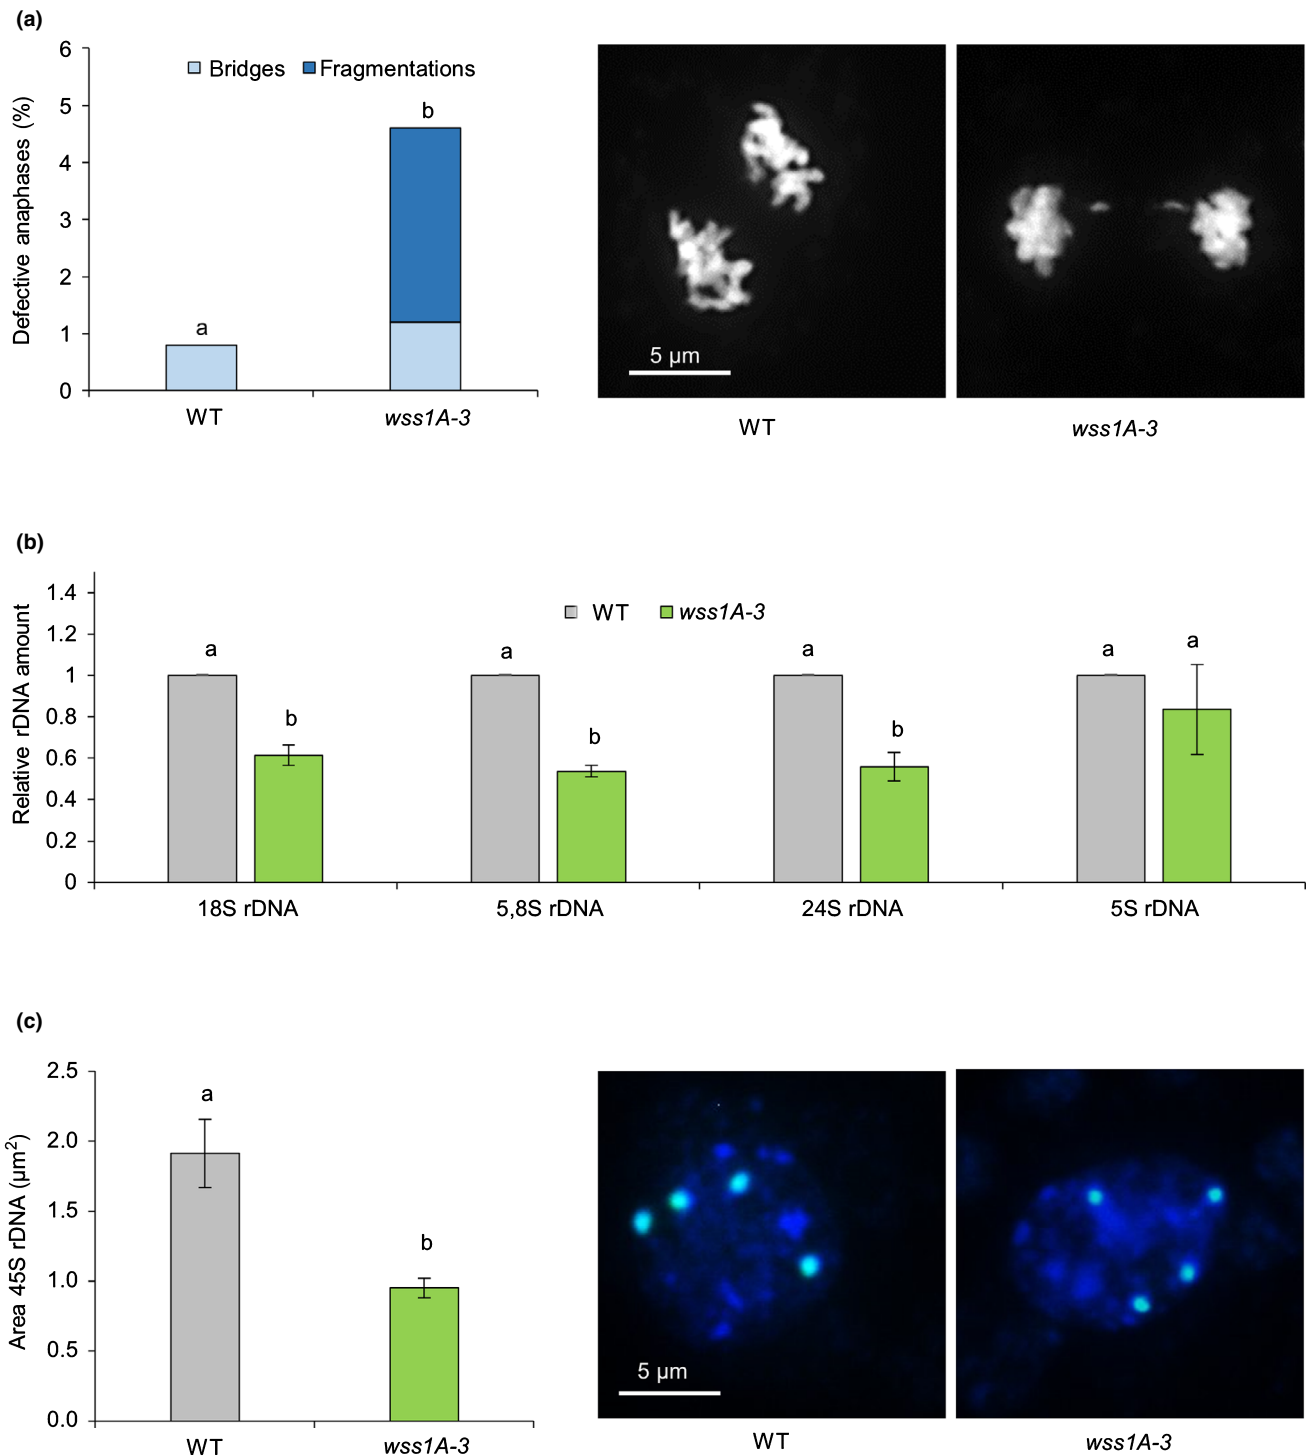 (a)
6
5
4
3
2
1
0
Defective anaphases (%)
Bridges Fragmentations
a
b
WT wss1A-3
5 µm
WT
wss1A-3
(b)
1.4
1.2
1
0.8
0.6
0.4
0.2
0
Relative rDNA amount
WT wss1A-3
a b a b a b a a
18S rDNA 5,8S rDNA 24S rDNA 5S rDNA
(c)
2.5
2.0
1.5
1.0
0.5
0.0
Area 45S rDNA (µm²)
a
b
WT wss1A-3
5 µm
WT
wss1A-3